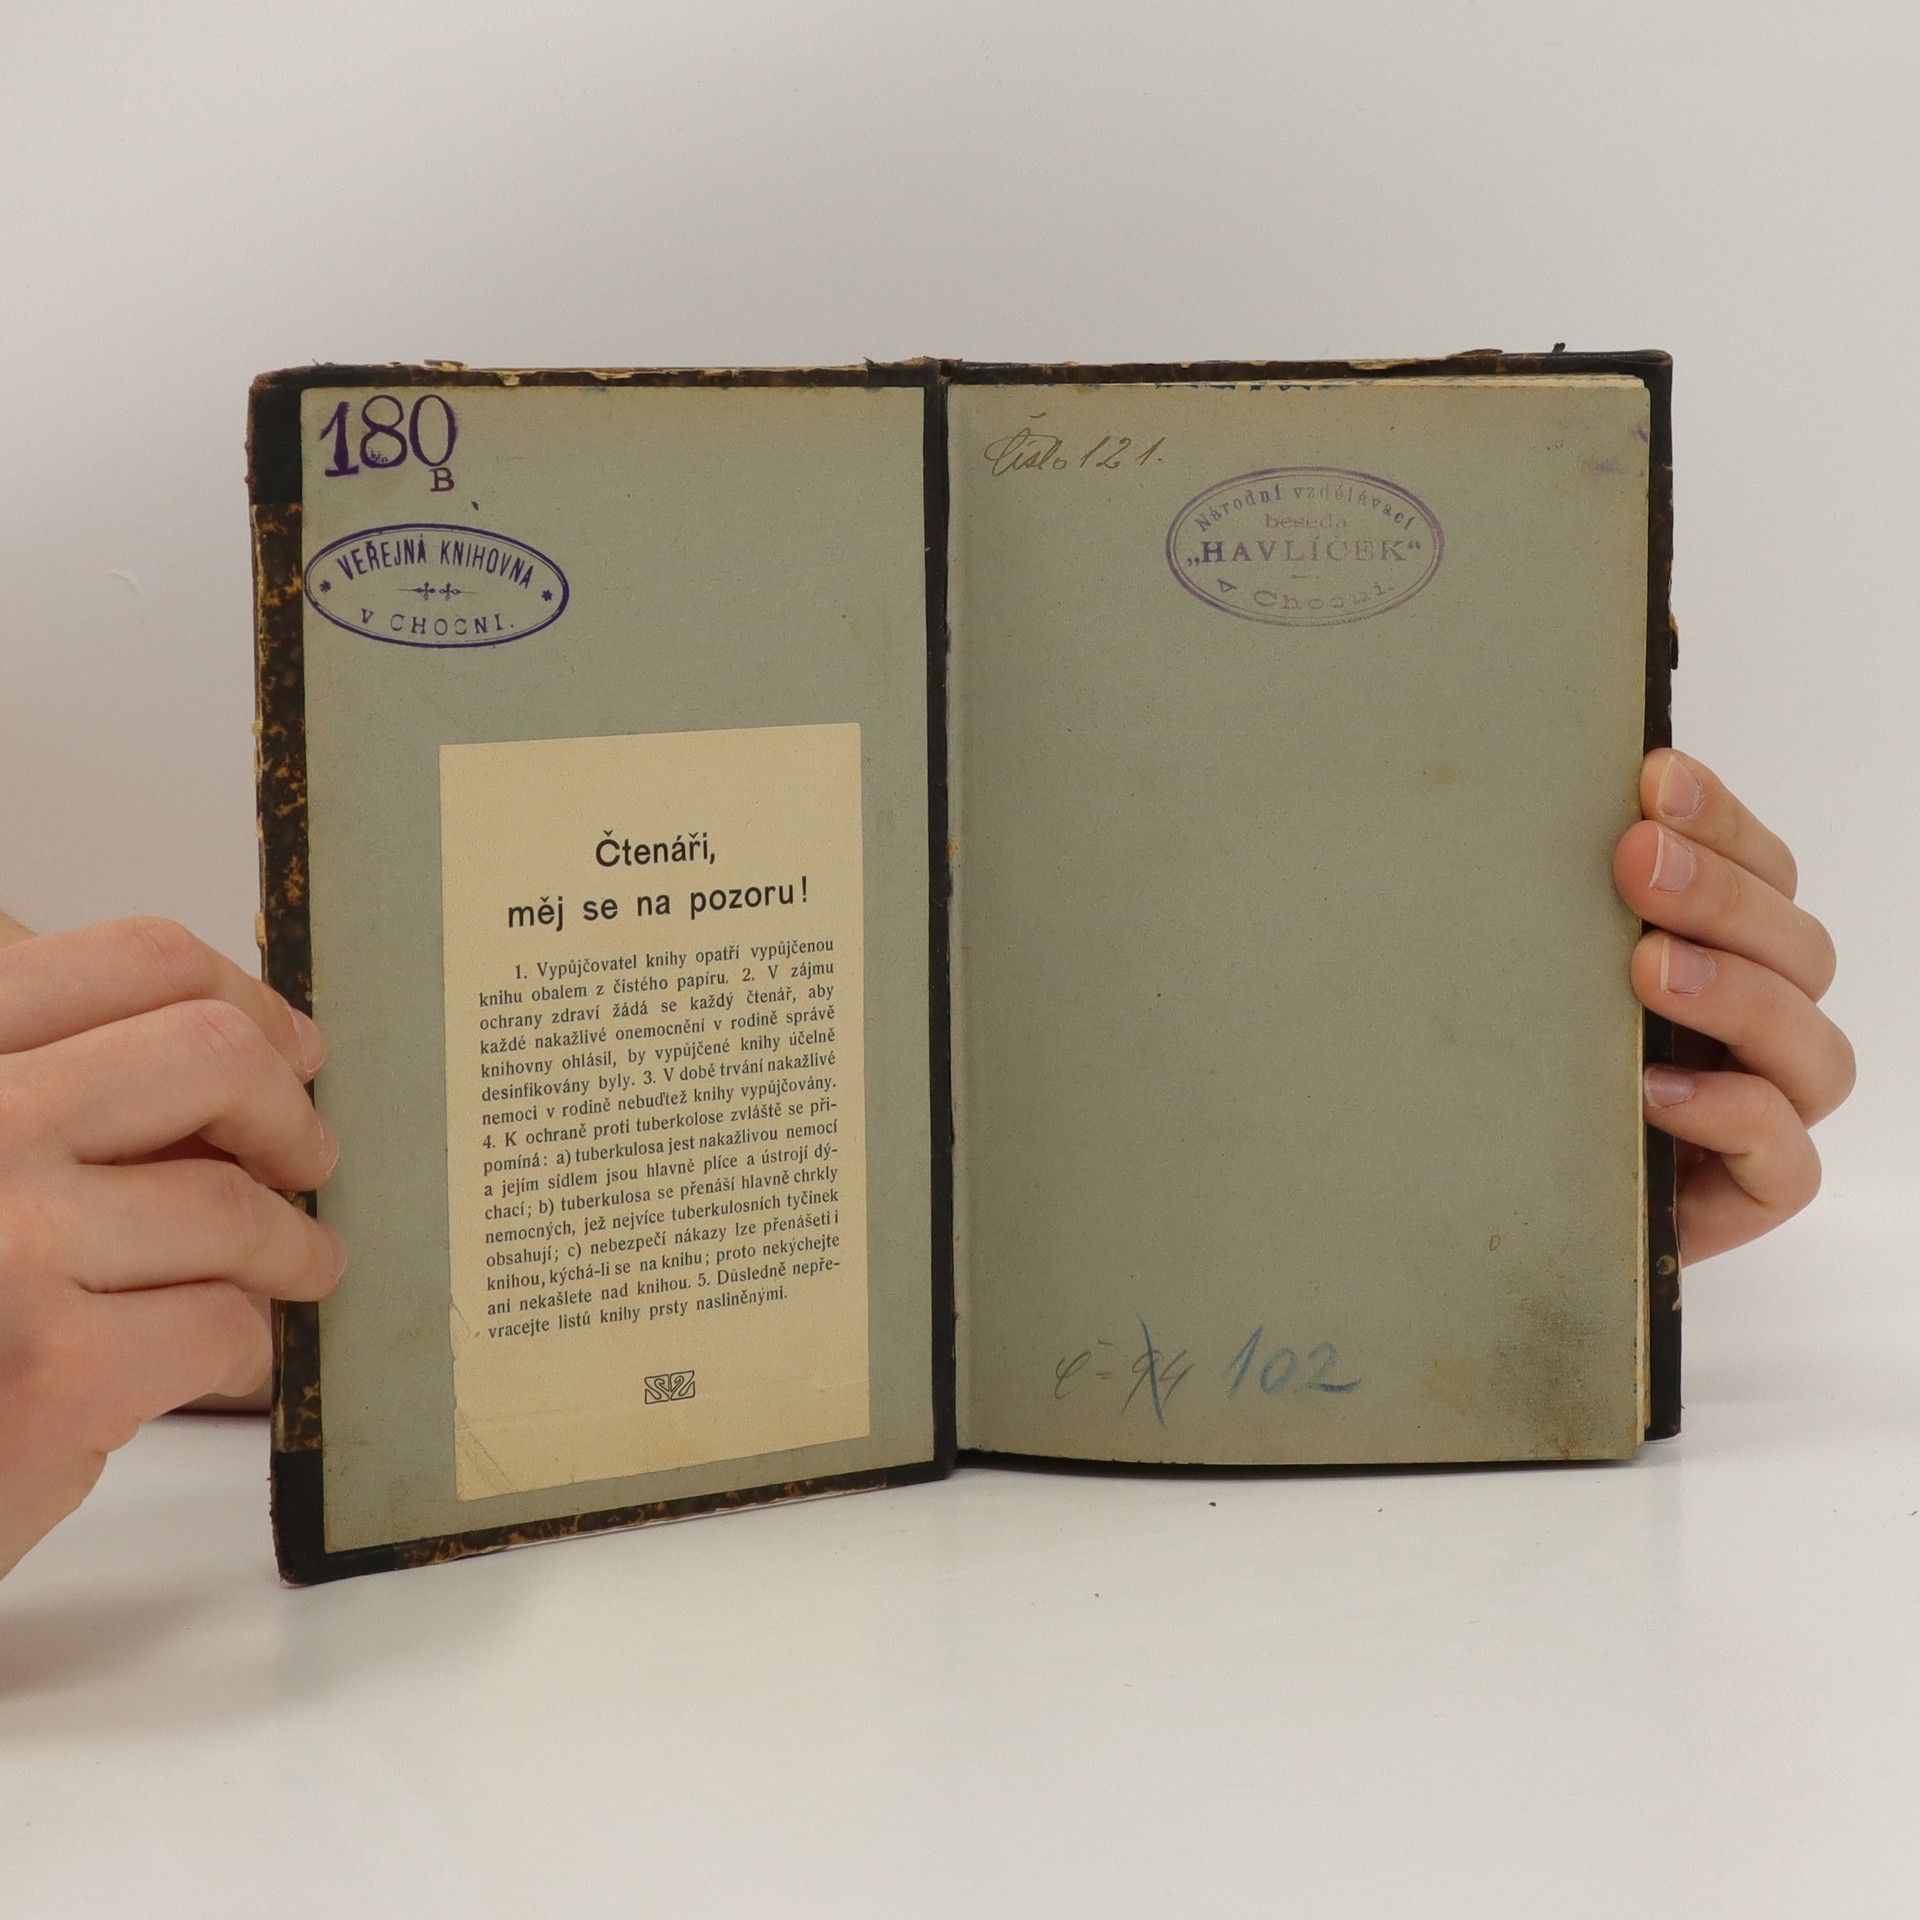 180
B
VEŘEJNÁ KNIHOVNA
V CHOCNI.
Čtenáři,
měj se na pozoru!
1. Vypůjčovatel knihy opatří vypůjčenou
knihu obalem z čistého papíru. 2. V zájmu
ochrany zdraví žádá se každý čtenář, aby
každé nakažlivé onemocnění v rodině správě
knihovny ohlásil, by vypůjčené knihy účelně
desinfikovány byly. 3. V době trvání nakažlivé
nemoci v rodině nebuďtež knihy vypůjčovány.
4. K ochraně proti tuberkolose zvláště se při-
pomíná: a) tuberkulosa jest nakažlivou nemocí
a jejím sídlem jsou hlavně plíce a ústrojí dý-
chací; b) tuberkulosa se přenáší hlavně chrkly
nemocných, jež nejvíce tuberkulosních tyčinek
obsahují; c) nebezpečí nákazy lze přenášeti i
knihou, kýchá-li se na knihu; proto nekýchejte
ani nekašlete nad knihou. 5. Důsledně nepře-
vracejte listů knihy prsty naslíněnými.
Číslo 121.
Národní vzdělávací
beseda
„HAVLÍČEK“
v Chocni.
č= 94 102